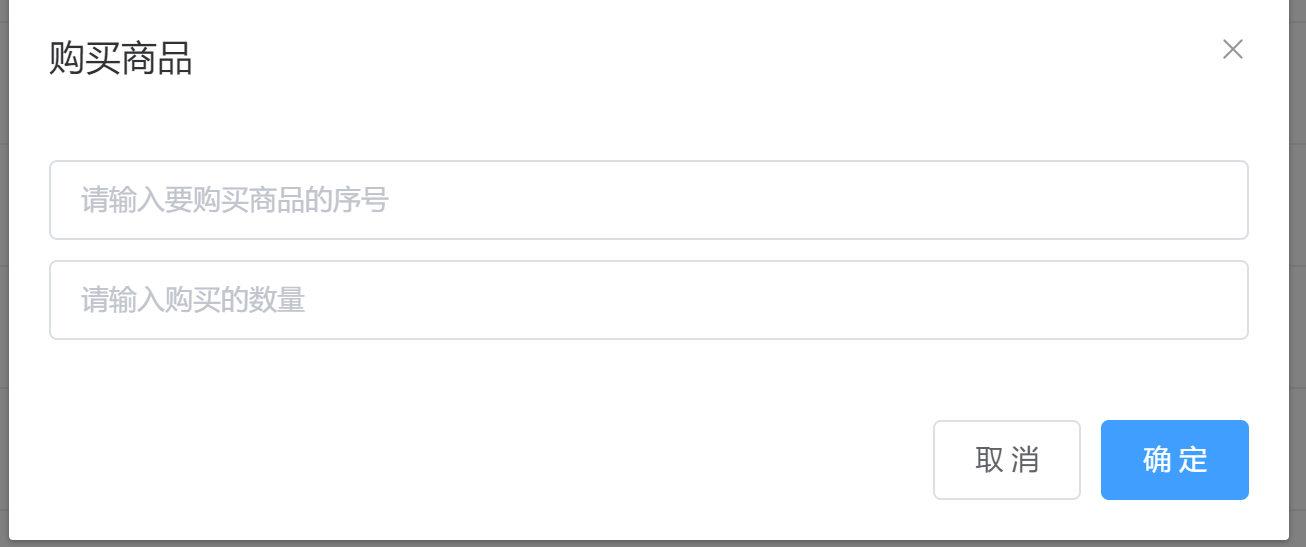 购买商品
请输入要购买商品的序号
请输入购买的数量
取 消
确 定